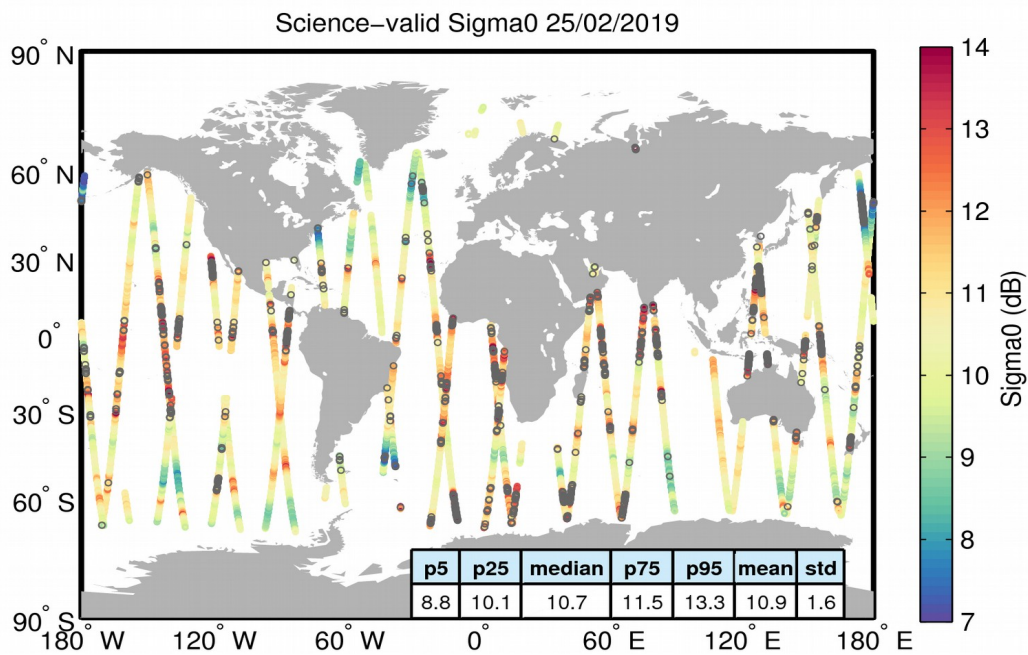 Science−valid Sigma0 25/02/2019
90° N
60° N
30° N
0°
30° S
60° S
90° S
180° W
120° W
60° W
0°
60° E
120° E
180° E
p5 p25 median p75 p95 mean std
8.8 10.1 10.7 11.5 13.3 10.9 1.6
14
13
12
11
10
9
8
7
Sigma0 (dB)